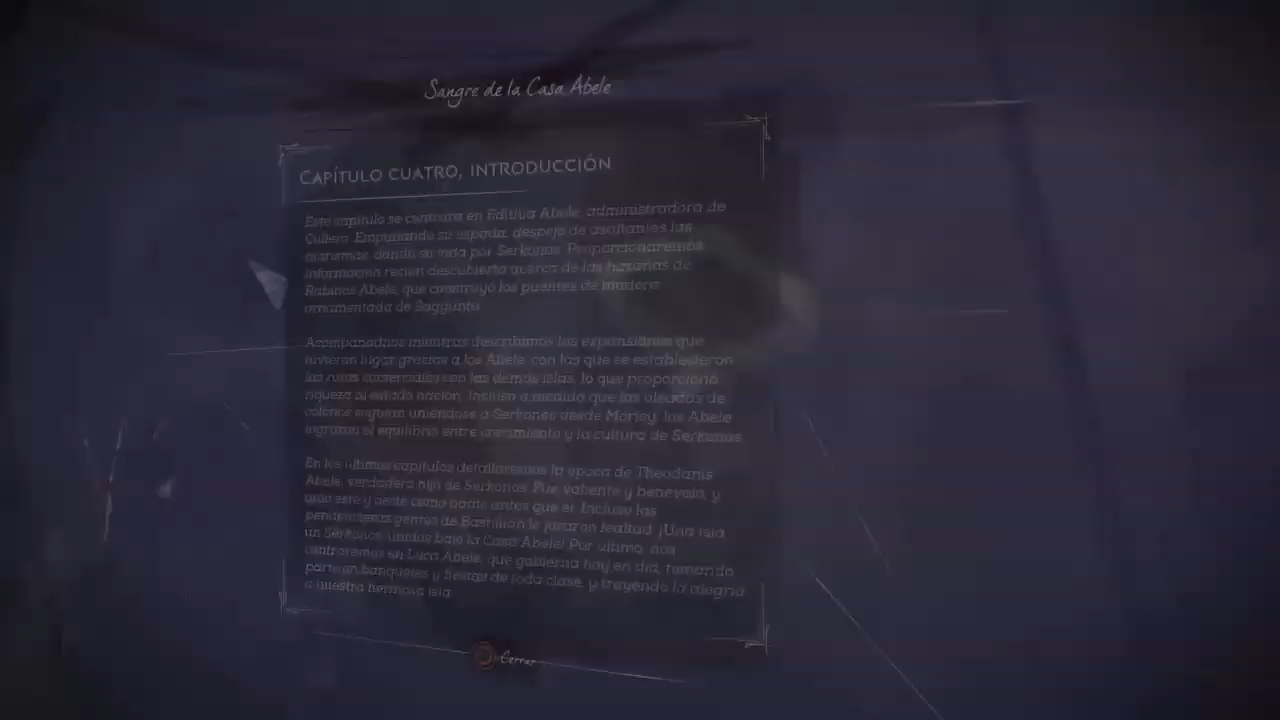 Sangre de la Casa Abele
CAPÍTULO CUATRO, INTRODUCCIÓN
Este capítulo se centrará en Editiva Abele, administradora de
Cullero. Empuñando su espada, despejó de asaltantes las
dando su vida por Serkonos. Proporcionaremos
información recién descubierta acerca de las hazañas de
Abele, que construyó los puentes de madera
ornamentada de Saggunto.
Acompáñadnos mientras describimos las expansiones que
tuvieron lugar gracias a los Abele, con las que se establecieron
las rutas comerciales con las demás islas, lo que proporcionó
riqueza al estado nación. Incluso a medida que las oleadas de
colonos seguían uniéndose a Serkonos desde Morley, los Abele
lograron el equilibrio entre crecimiento y la cultura de Serkonos.
En los últimos capítulos detallaremos la época de Theodanis
Abele, verdadero hijo de Serkonos. Fue valiente y benévolo, y
unió este y oeste como nadie antes que él. Incluso las
pendencieras gentes de Bastillian le juraron lealtad. ¡Una isla,
un Serkonos, unidos bajo la Casa Abele! Por último, nos
centraremos en Luca Abele, que gobierna hoy en día, tomando
parte en banquetes y fiestas de toda clase, y trayendo la alegría
a nuestra hermosa isla.
Cerrar